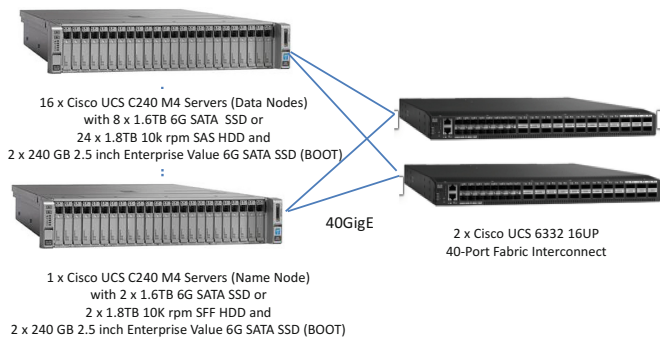 16 x Cisco UCS C240 M4 Servers (Data Nodes)
with 8 x 1.6TB 6G SATA SSD or
24 x 1.8TB 10k rpm SAS HDD and
2 x 240 GB 2.5 inch Enterprise Value 6G SATA SSD (BOOT)
40GigE
2 x Cisco UCS 6332 16UP
40-Port Fabric Interconnect
1 x Cisco UCS C240 M4 Servers (Name Node)
with 2 x 1.6TB 6G SATA SSD or
2 x 1.8TB 10K rpm SFF HDD and
2 x 240 GB 2.5 inch Enterprise Value 6G SATA SSD (BOOT)